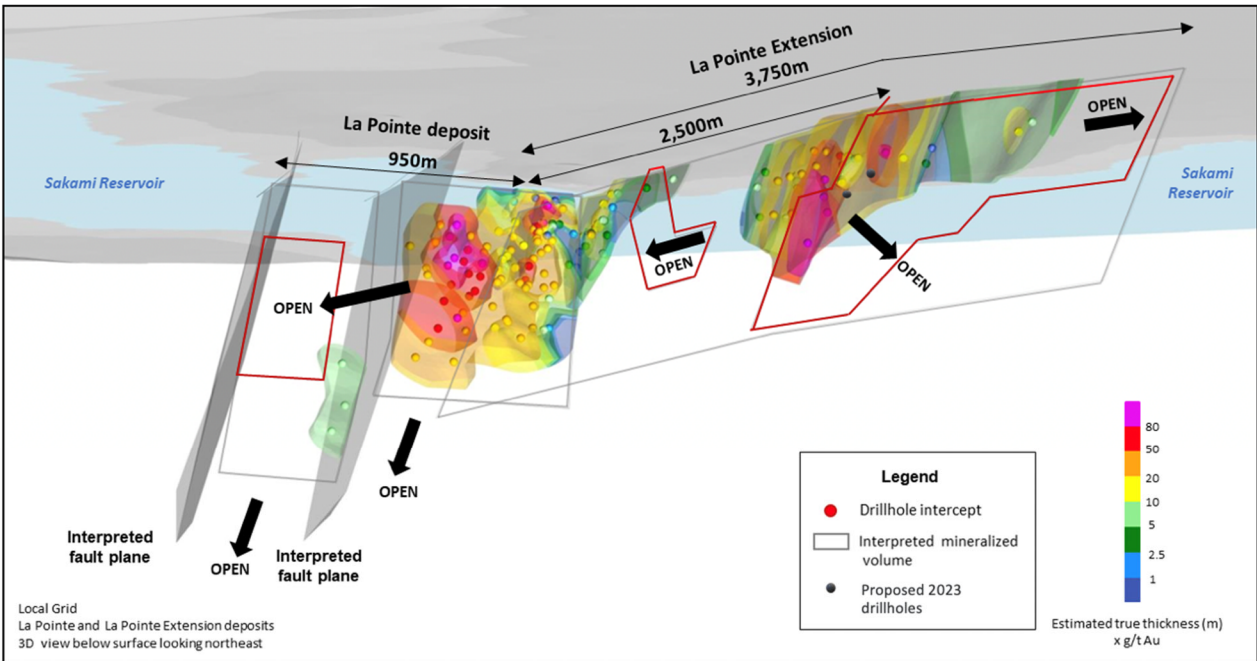 La Pointe Extension
3,750m
OPEN
La Pointe deposit
2,500m
950m
Sakami Reservoir
Sakami
Reservoir
OPEN
OPEN
OPEN
OPEN
OPEN
Interpreted
fault plane
Interpreted
fault plane
Legend
Drillhole intercept
Interpreted mineralized
volume
Proposed 2023
drillholes
80
50
20
10
5
2.5
1
Estimated true thickness (m)
x g/t Au
Local Grid
La Pointe and La Pointe Extension deposits
3D view below surface looking northeast